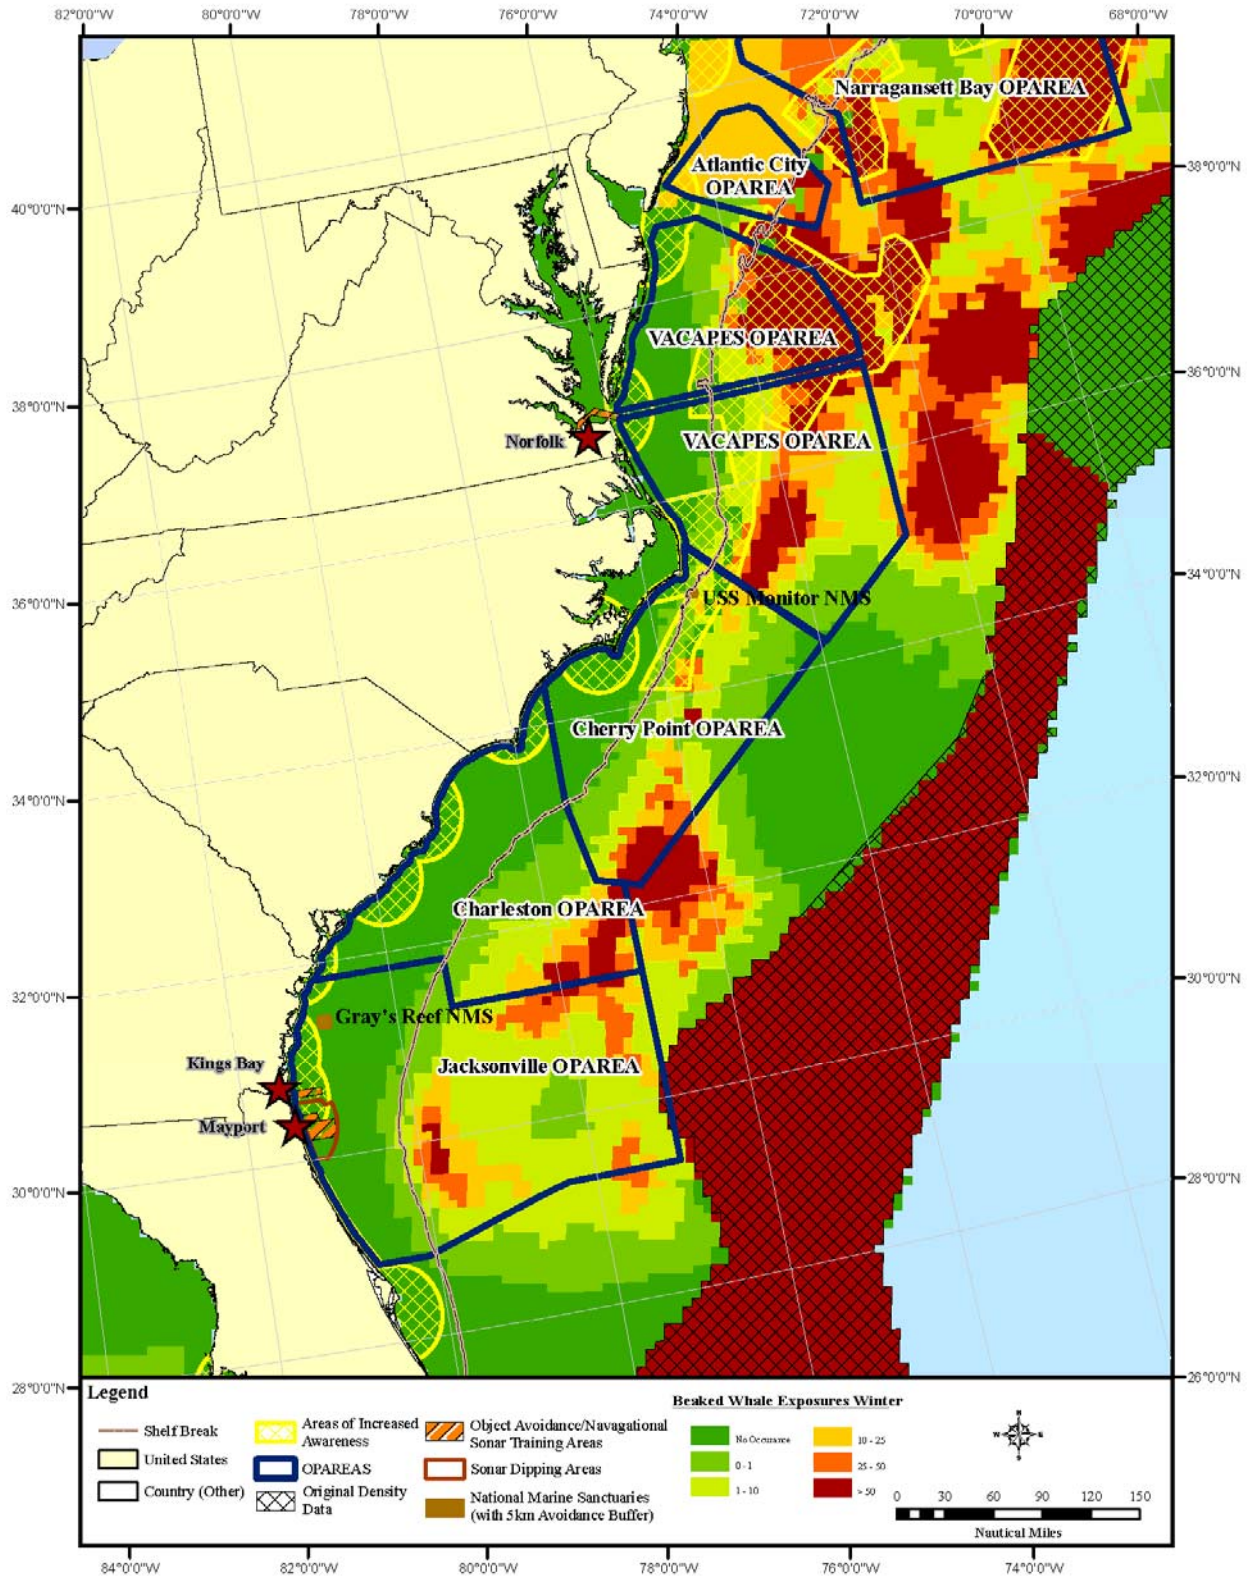 82°0'0"W 80°0'0"W 78°0'0"W 76°0'0"W 74°0'0"W 72°0'0"W 70°0'0"W 68°0'0"W
Narragansett Bay OPAREA
38°0'0"N
Atlantic City
OPAREA
40°0'0"N
VACAPES OPAREA
36°0'0"N
38°0'0"N
Norfolk
VACAPES OPAREA
34°0'0"N
36°0'0"N
USS Monitor NMS
Cherry Point OPAREA
32°0'0"N
34°0'0"N
Charleston OPAREA
30°0'0"N
32°0'0"N
Gray's Reef NMS
Kings Bay
Jacksonville OPAREA
Mayport
28°0'0"N
30°0'0"N
26°0'0"N
28°0'0"N
Legend
Shelf Break
United States
Country (Other)
Areas of Increased
Awareness
OPAREAS
Original Density
Data
Object Avoidance/Navagational
Sonar Training Areas
Sonar Dipping Areas
National Marine Sanctuaries
(with 5km Avoidance Buffer)
Beaked Whale Exposures Winter
No Occurance
0 - 1
1 - 10
10 - 25
25 - 50
> 50
N
W E
S
0 30 60 90 120 150
Nautical Miles
84°0'0"W 82°0'0"W 80°0'0"W 78°0'0"W 76°0'0"W 74°0'0"W